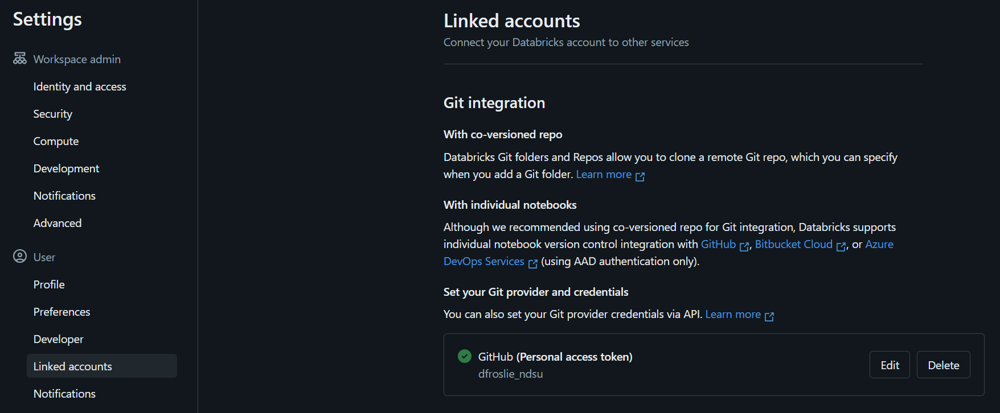 Settings
Workspace admin
Identity and access
Security
Compute
Development
Notifications
Advanced
User
Profile
Preferences
Developer
Linked accounts
Notifications
Linked accounts
Connect your Databricks account to other services
Git integration
With co-versioned repo
Databricks Git folders and Repos allow you to clone a remote Git repo, which you can specify
when you add a Git folder. Learn more
With individual notebooks
Although we recommended using co-versioned repo for Git integration, Databricks supports
individual notebook version control integration with GitHub, Bitbucket Cloud, or Azure
DevOps Services (using AAD authentication only).
Set your Git provider and credentials
You can also set your Git provider credentials via API. Learn more
GitHub (Personal access token)
dfroslie_ndsu
Edit
Delete